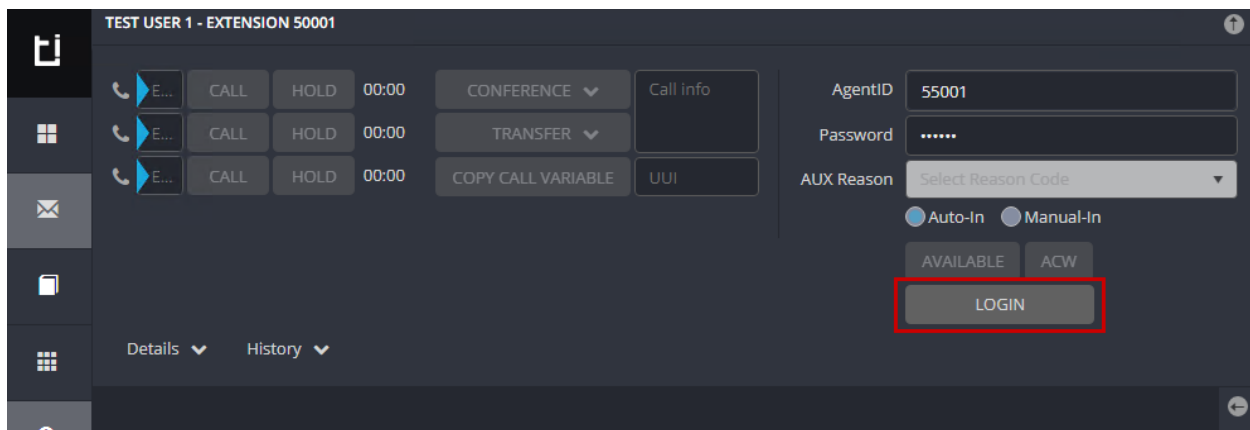 TEST USER 1 - EXTENSION 50001
E... CALL HOLD 00:00 CONFERENCE Call info
E... CALL HOLD 00:00 TRANSFER
E... CALL HOLD 00:00 COPY CALL VARIABLE UUI
AgentID 55001
Password ••••••
AUX Reason Select Reason Code
Auto-In Manual-In
AVAILABLE ACW
LOGIN
Details History